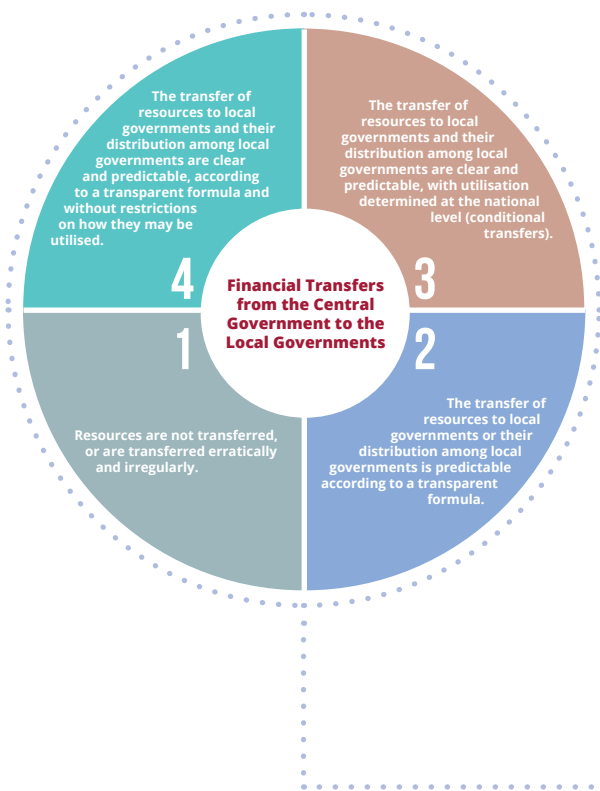 The transfer of
resources to local
governments and their
distribution among local
governments are clear
and predictable, according
to a transparent formula and
without restrictions
on how they may be
utilised.
4
The transfer of
resources to local
governments and their
distribution among local
governments are clear and
predictable, with utilisation
determined at the national
level (conditional
transfers).
3
Financial Transfers
from the Central
Government to the
Local Governments
1
Resources are not transferred,
or are transferred erratically
and irregularly.
2
The transfer of
resources to local
governments or their
distribution among local
governments is predictable
according to a transparent
formula.